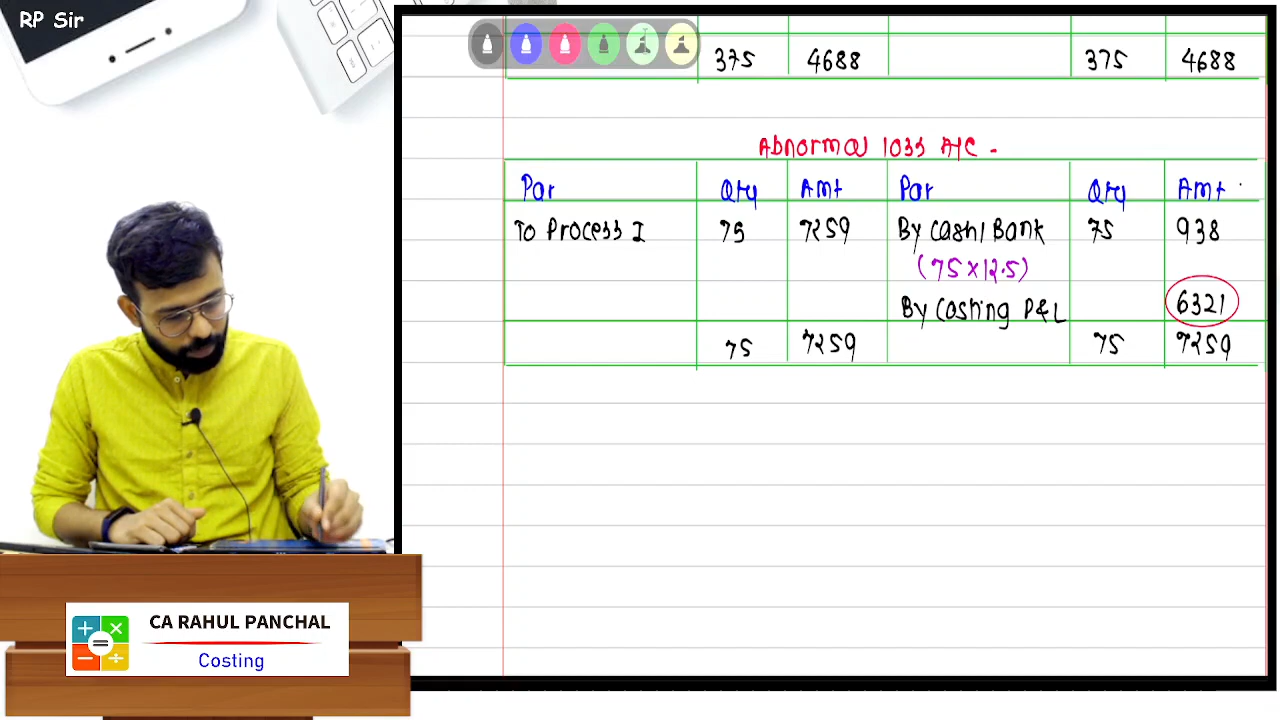 RP Sir
375 4688 375 4688
Abnormal loss A/C -
Par Qty Amt Par Qty Amt
To Process I 75 7259 By Cash/Bank 75 938
(75×12.5)
By Costing P&L 6321
75 7259 75 7259
CA RAHUL PANCHAL
Costing